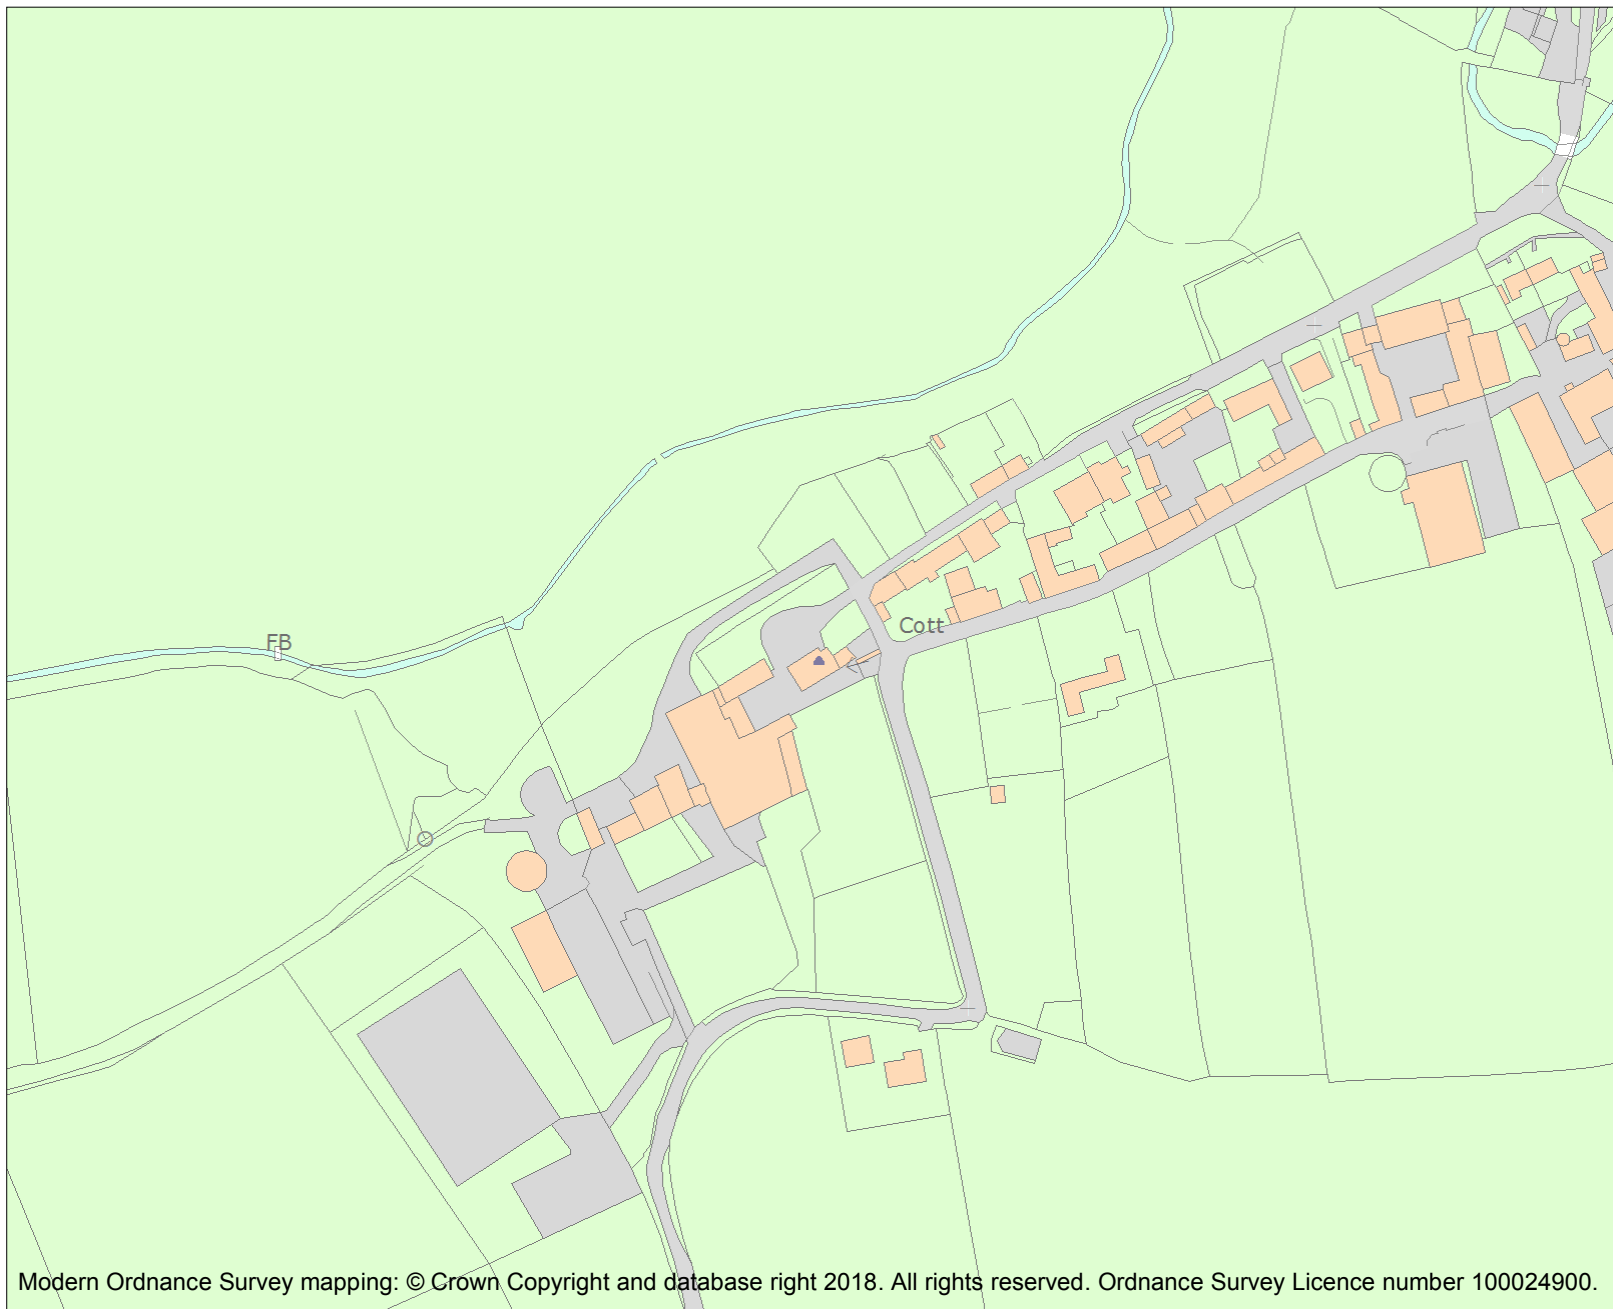 Cott
FB
Modern Ordnance Survey mapping: © Crown Copyright and database right 2018. All rights reserved. Ordnance Survey Licence number 100024900.